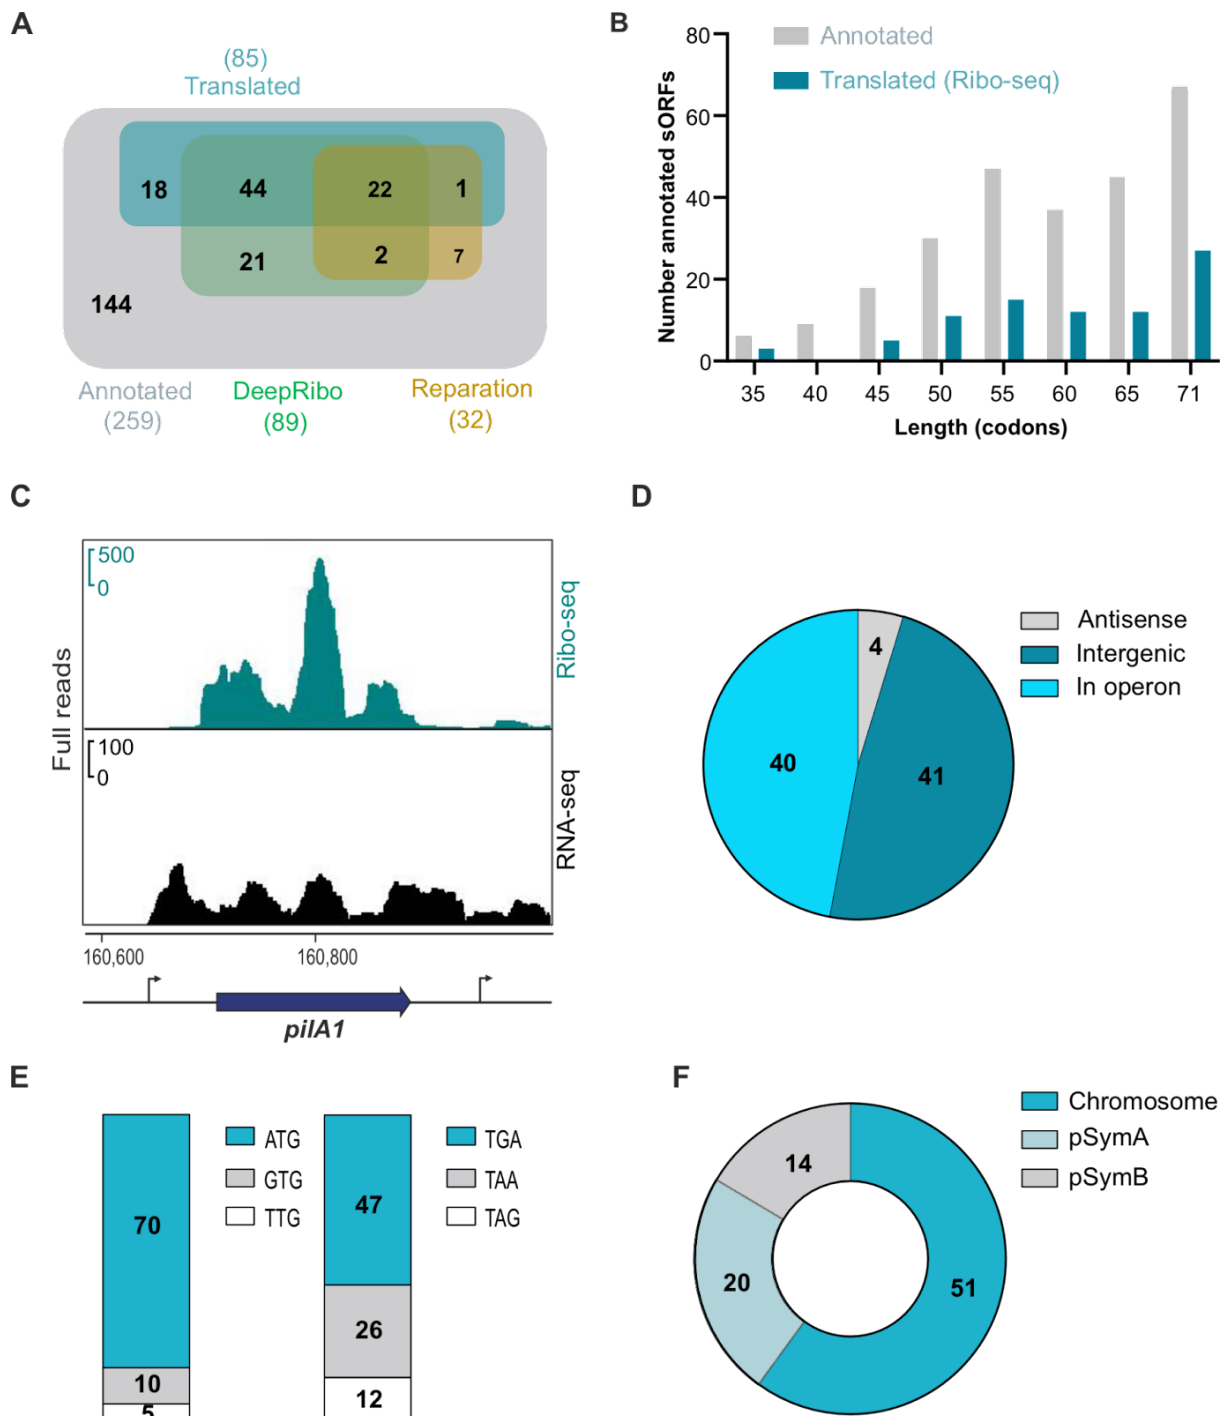 A
(85)
Translated
18
44
22
1
21
2
7
144
Annotated
(259)
DeepRibo
(89)
Reparation
(32)
B
Number annotated sORFs
80
60
40
20
0
Annotated
Translated (Ribo-seq)
35 40 45 50 55 60 65 71
Length (codons)
C
Full reads
500
0
Ribo-seq
100
0
RNA-seq
160,600 160,800
pilA1
D
4
40
41
Antisense
Intergenic
In operon
E
70
10
5
ATG
GTG
TTG
47
26
12
TGA
TAA
TAG
F
14
20
51
Chromosome
pSymA
pSymB